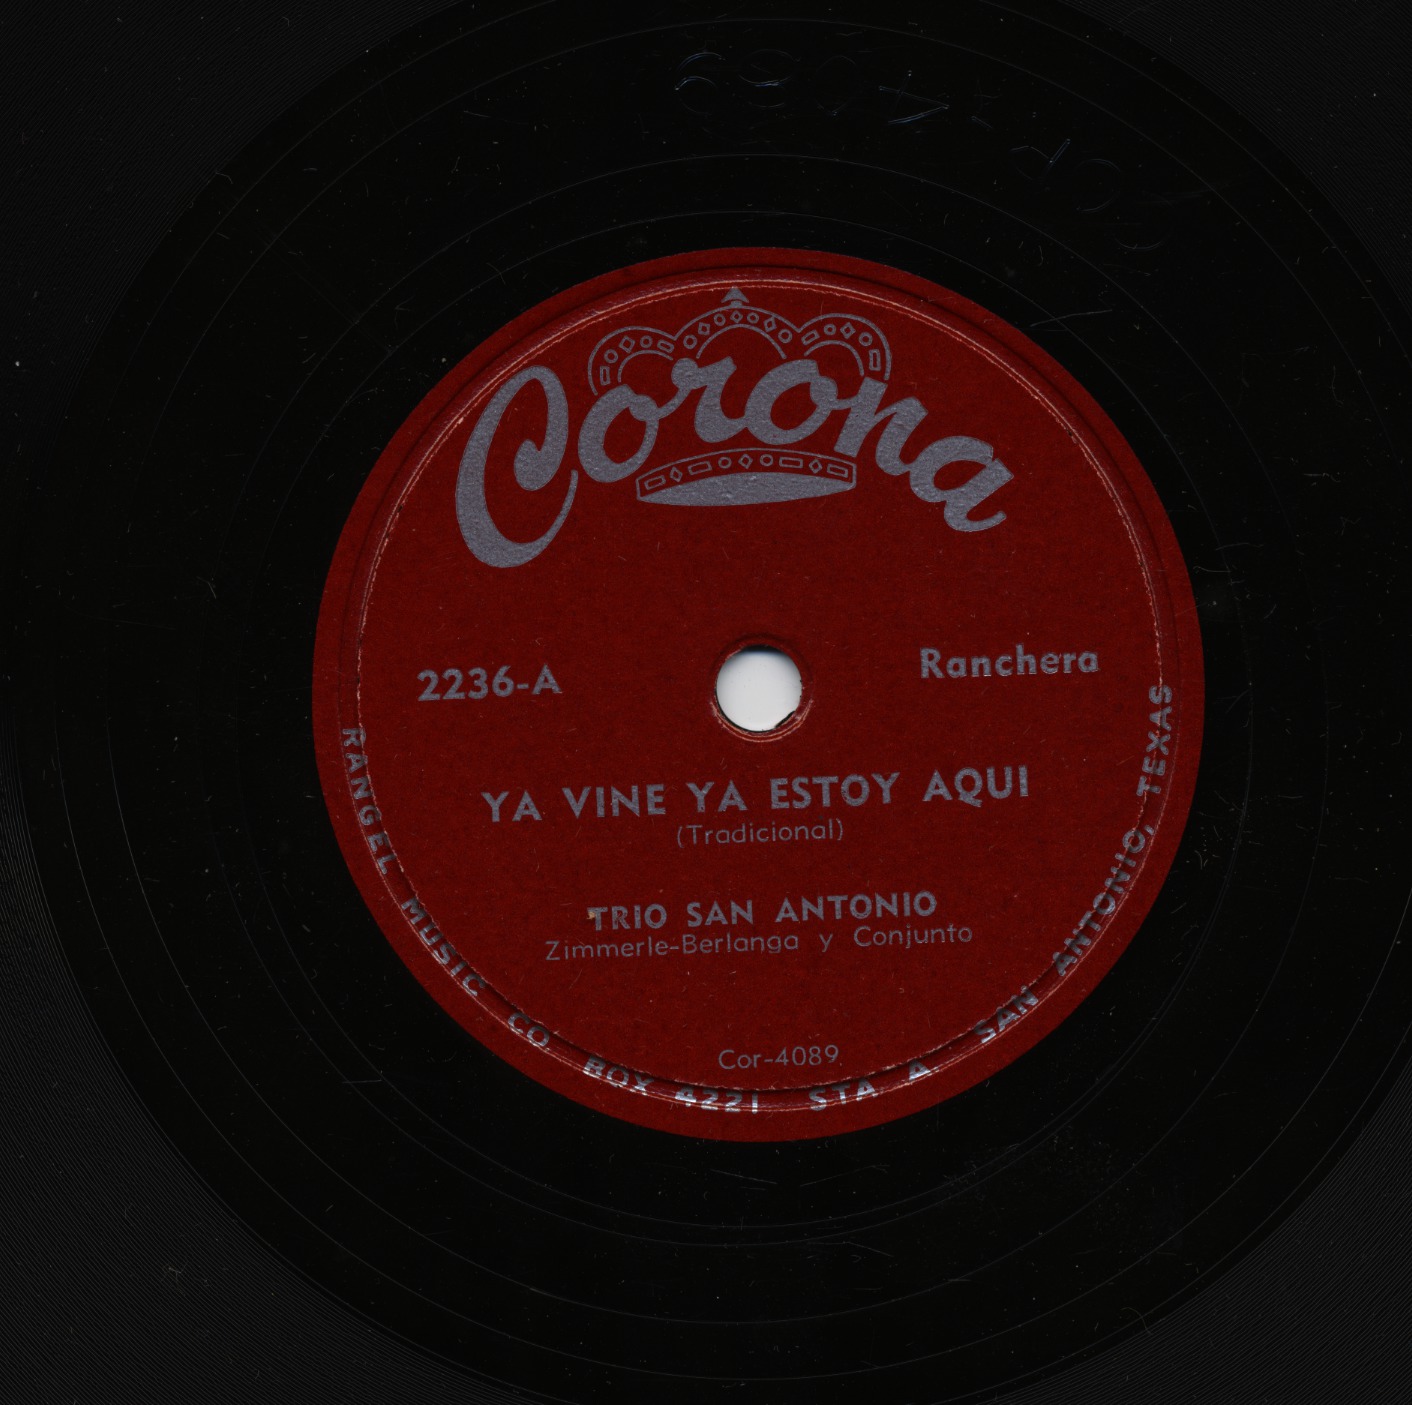 Corona
2236-A
Ranchera
YA VINE YA ESTOY AQUI
(Tradicional)
TRIO SAN ANTONIO
Zimmerle-Berlanga y Conjunto
Cor-4089
RANGEL MUSIC CO. BOX 4221 STA. A SAN ANTONIO, TEXAS